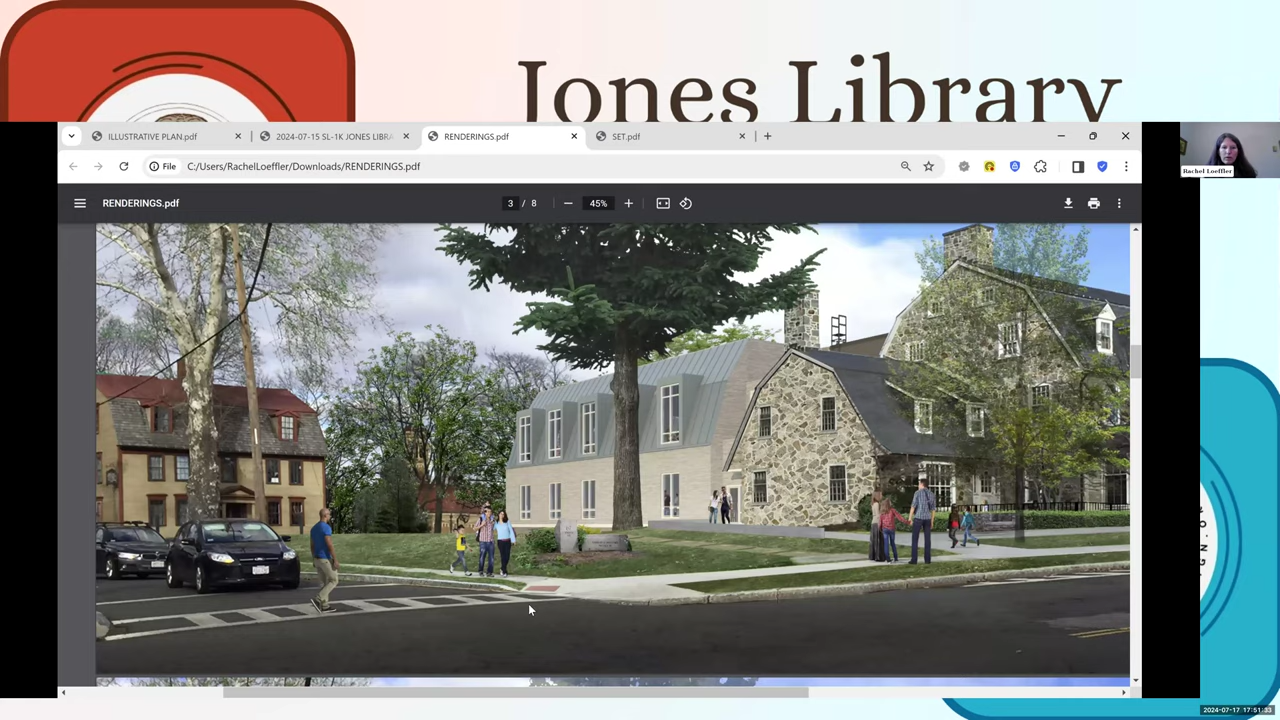 Jones Library
ILLUSTRATIVE PLAN.pdf
2024-07-15 SL-1K JONES LIBRA
RENDERINGS.pdf
SET.pdf
File
C:/Users/RachelLoeffler/Downloads/RENDERINGS.pdf
RENDERINGS.pdf
3 / 8
45%
Rachel Loeffler
2024-07-17 17:51:33